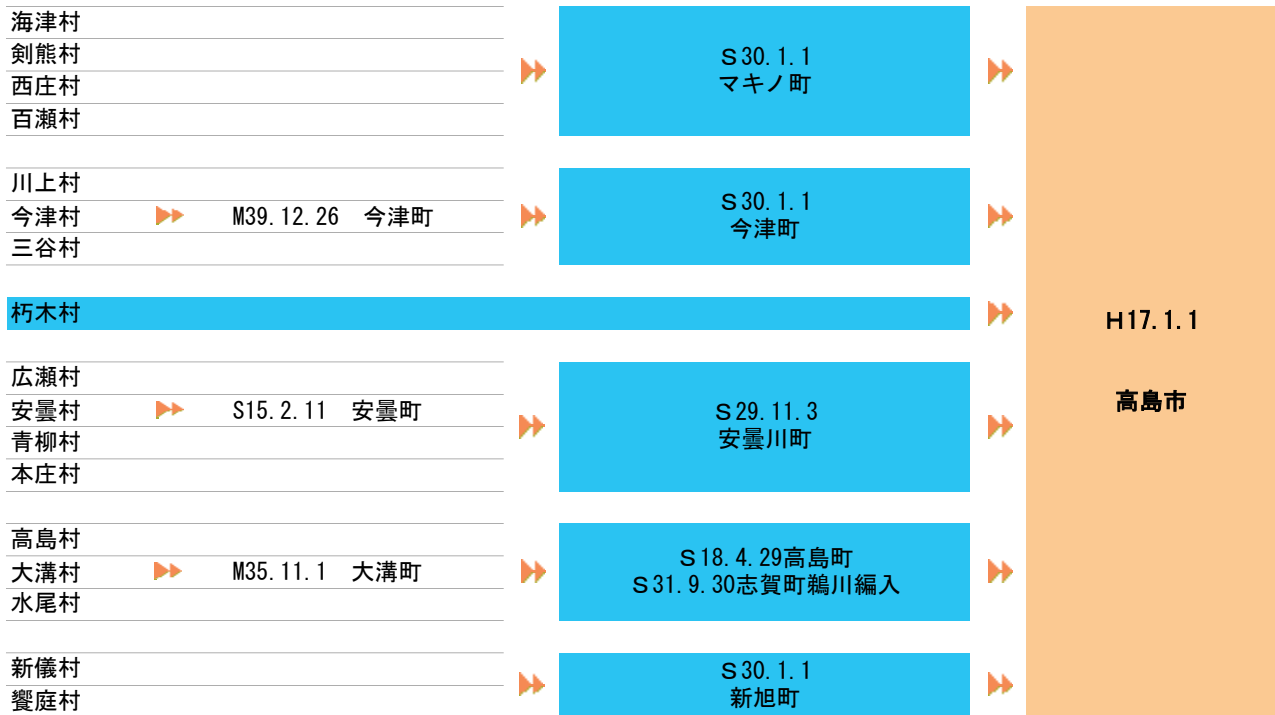 海津村
剣熊村
西庄村
百瀬村
S30.1.1
マキノ町
川上村
今津村 M39.12.26 今津町
三谷村
S30.1.1
今津町
朽木村
広瀬村
安曇村 S15.2.11 安曇町
青柳村
本庄村
S29.11.3
安曇川町
高島村
大溝村 M35.11.1 大溝町
水尾村
S18.4.29高島町
S31.9.30志賀町鵜川編入
新儀村
饗庭村
S30.1.1
新旭町
H17.1.1
高島市